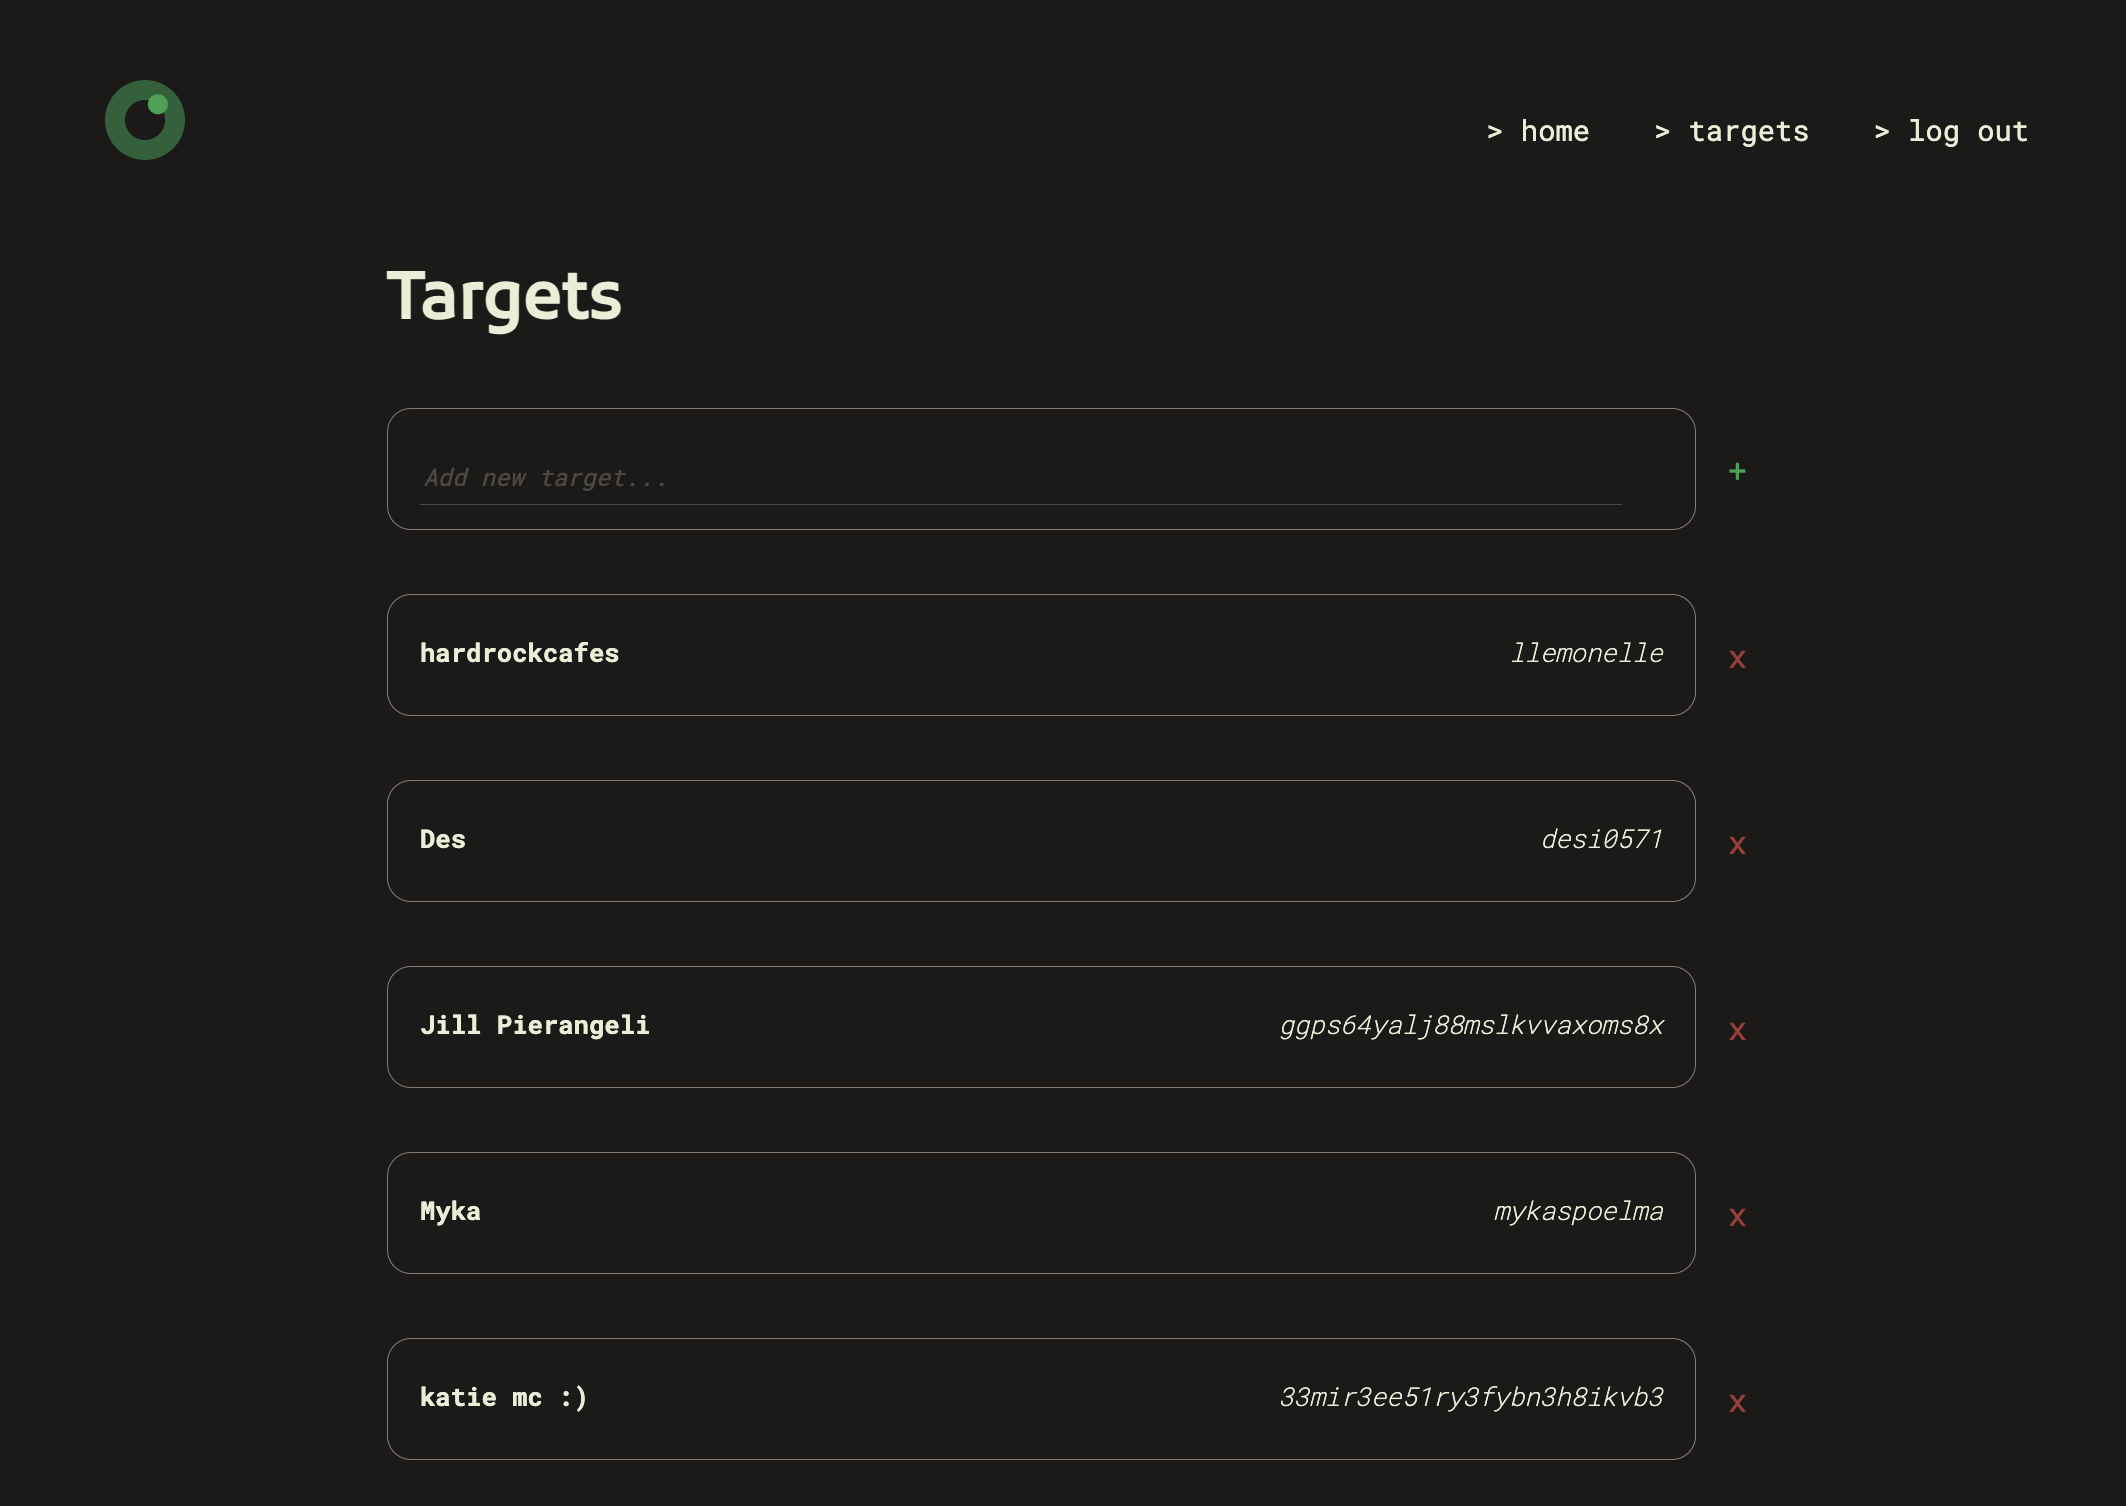 > home > targets > log out
Targets
Add new target...
+
hardrockcafes llemonelle x
Des desi0571 x
Jill Pierangeli ggps64yalj88mslkvvaxoms8x x
Myka mykaspoelma x
katie mc :) 33mir3ee51ry3fybn3h8ikvb3 x